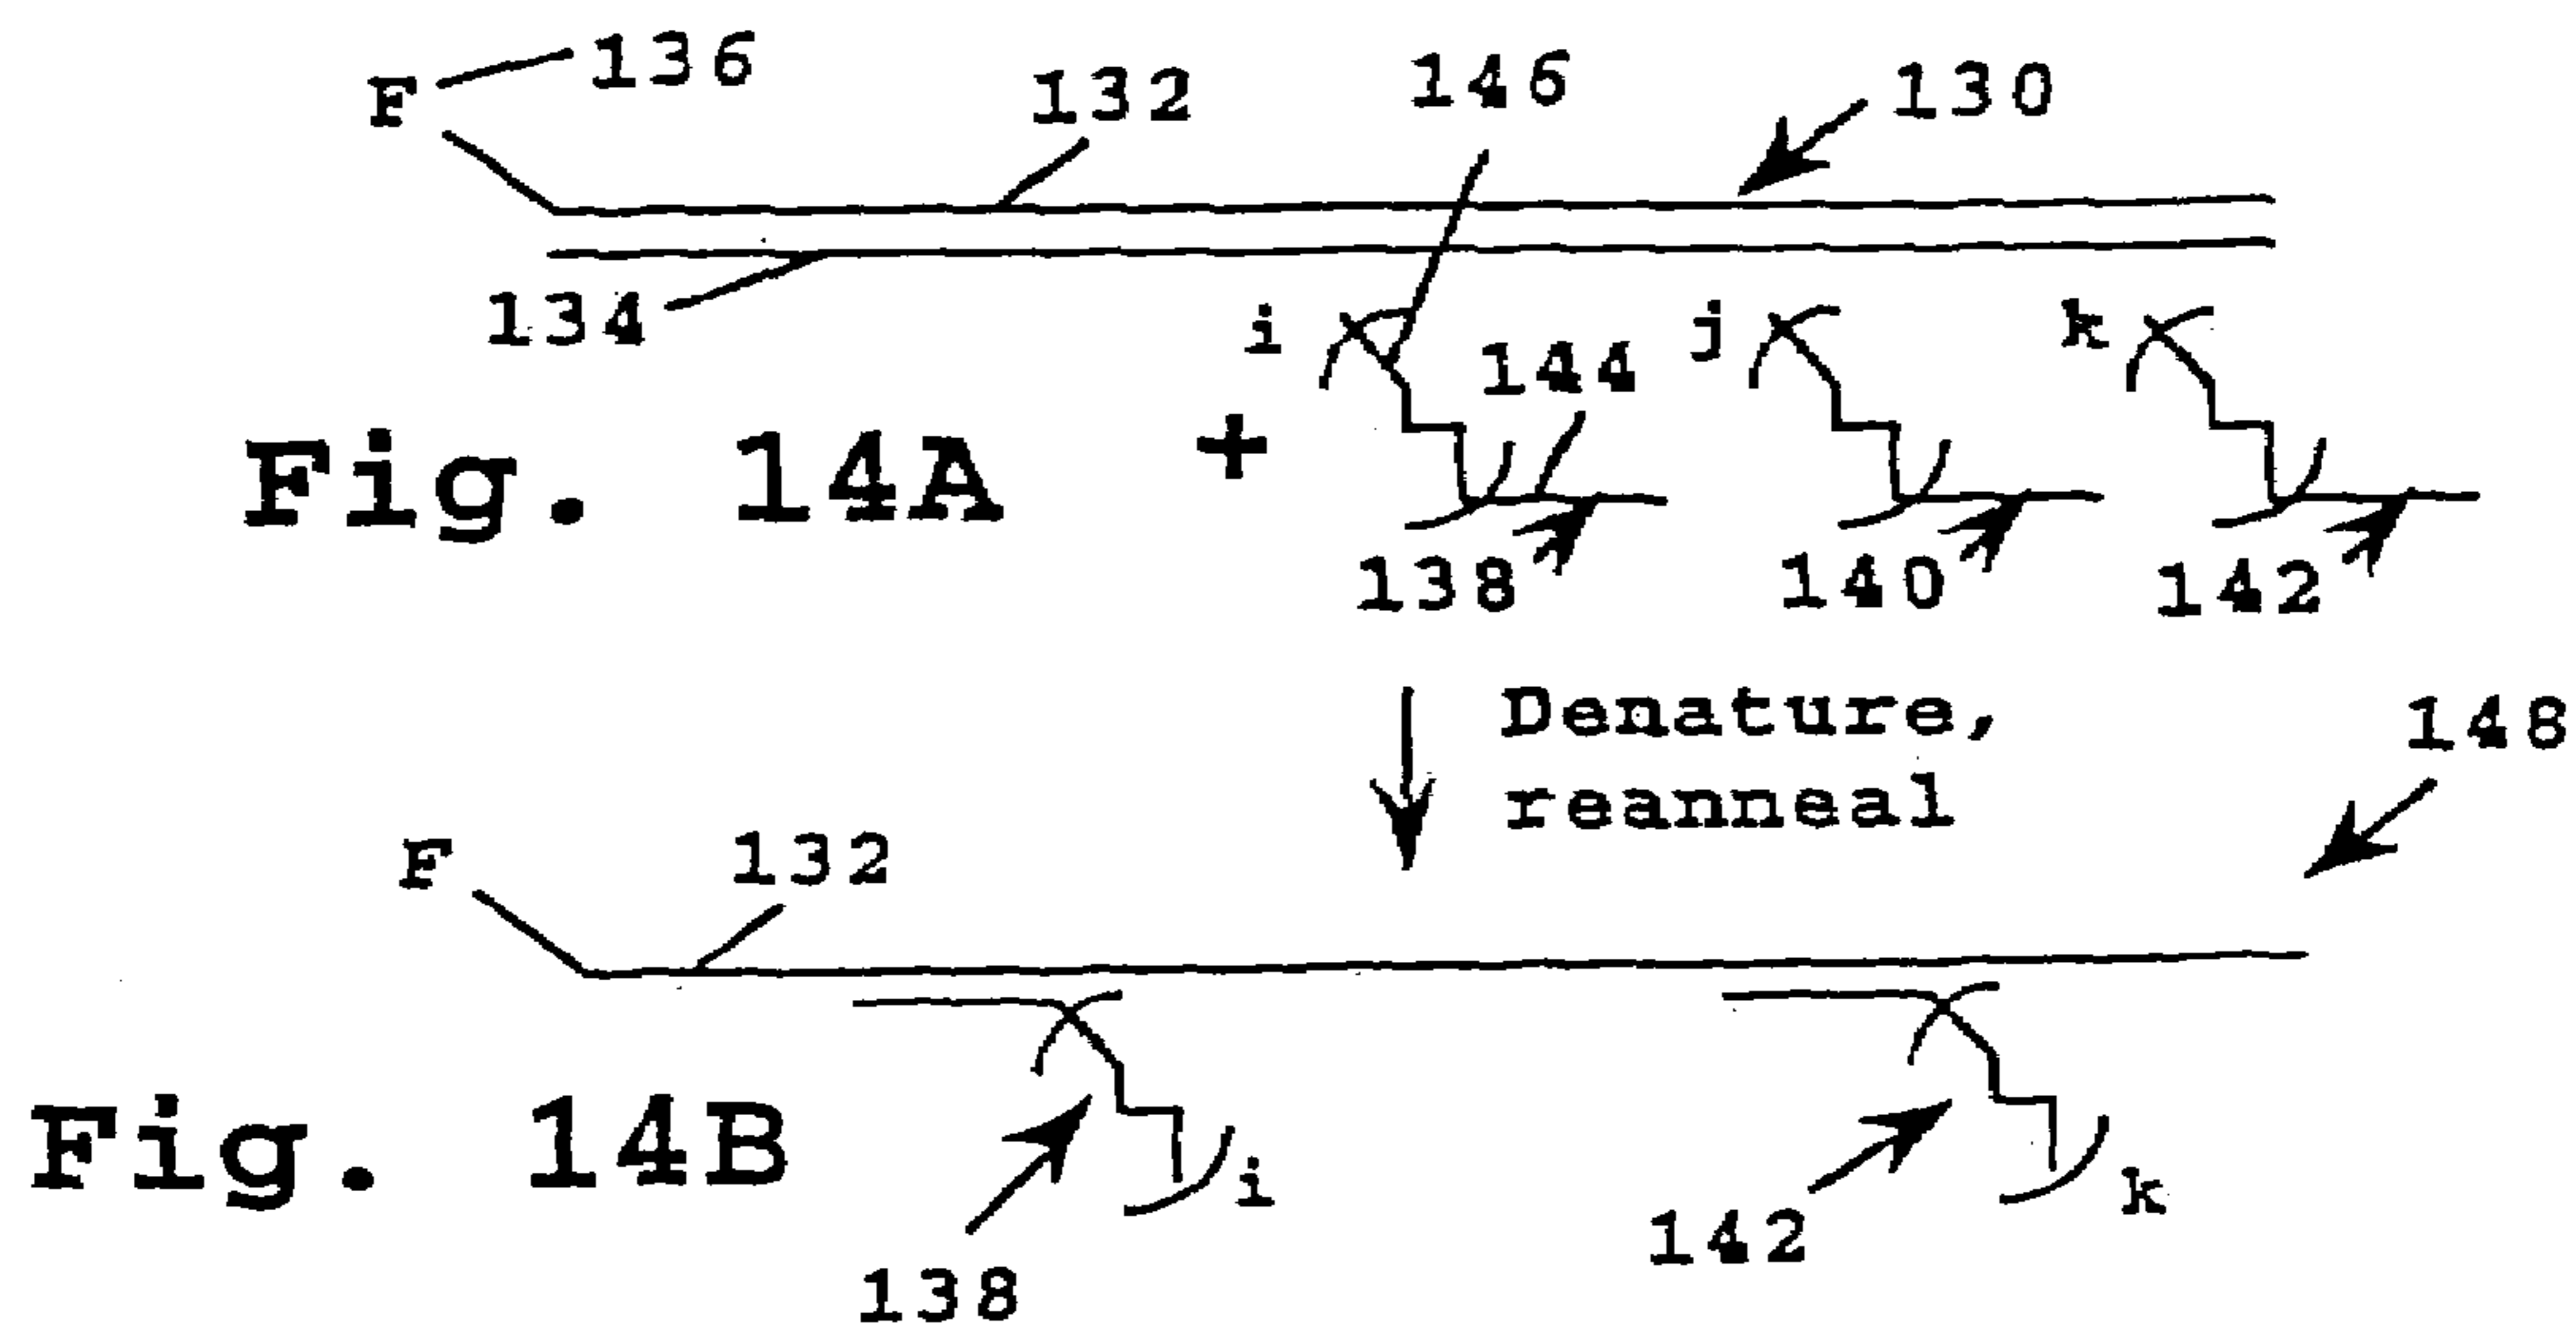 F 136 132 146 130
134 i 144 j k
Fig. 14A +
138 140 142
Denature,
reanneal
148
F 132
Fig. 14B i k
138 142